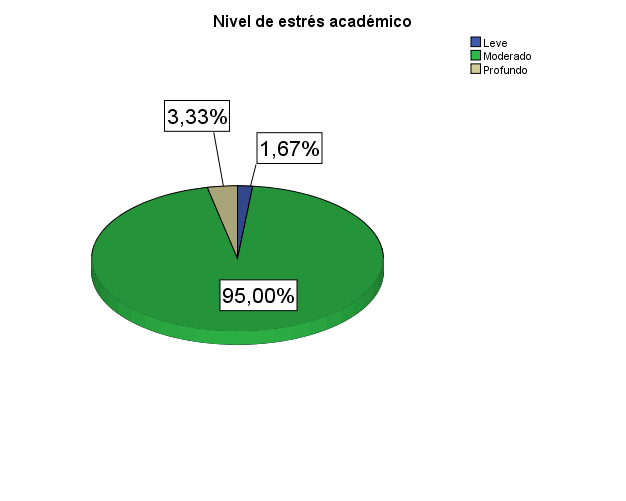 Nivel de estrés académico
Leve
Moderado
Profundo
3,33%
1,67%
95,00%